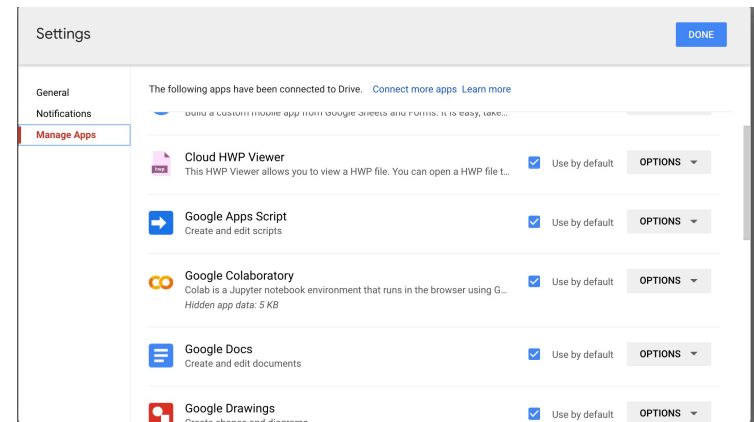 Settings
DONE
General
Notifications
Manage Apps
The following apps have been connected to Drive. Connect more apps Learn more
Build a custom mobile app from Google Sheets and Forms. It is easy, take...
Cloud HWP Viewer
This HWP Viewer allows you to view a HWP file. You can open a HWP file t...
hwp
Use by default
OPTIONS
Google Apps Script
Create and edit scripts
Use by default
OPTIONS
Google Colaboratory
Colab is a Jupyter notebook environment that runs in the browser using G...
Hidden app data: 5 KB
Use by default
OPTIONS
Google Docs
Create and edit documents
Use by default
OPTIONS
Google Drawings
Create shapes and diagrams
Use by default
OPTIONS